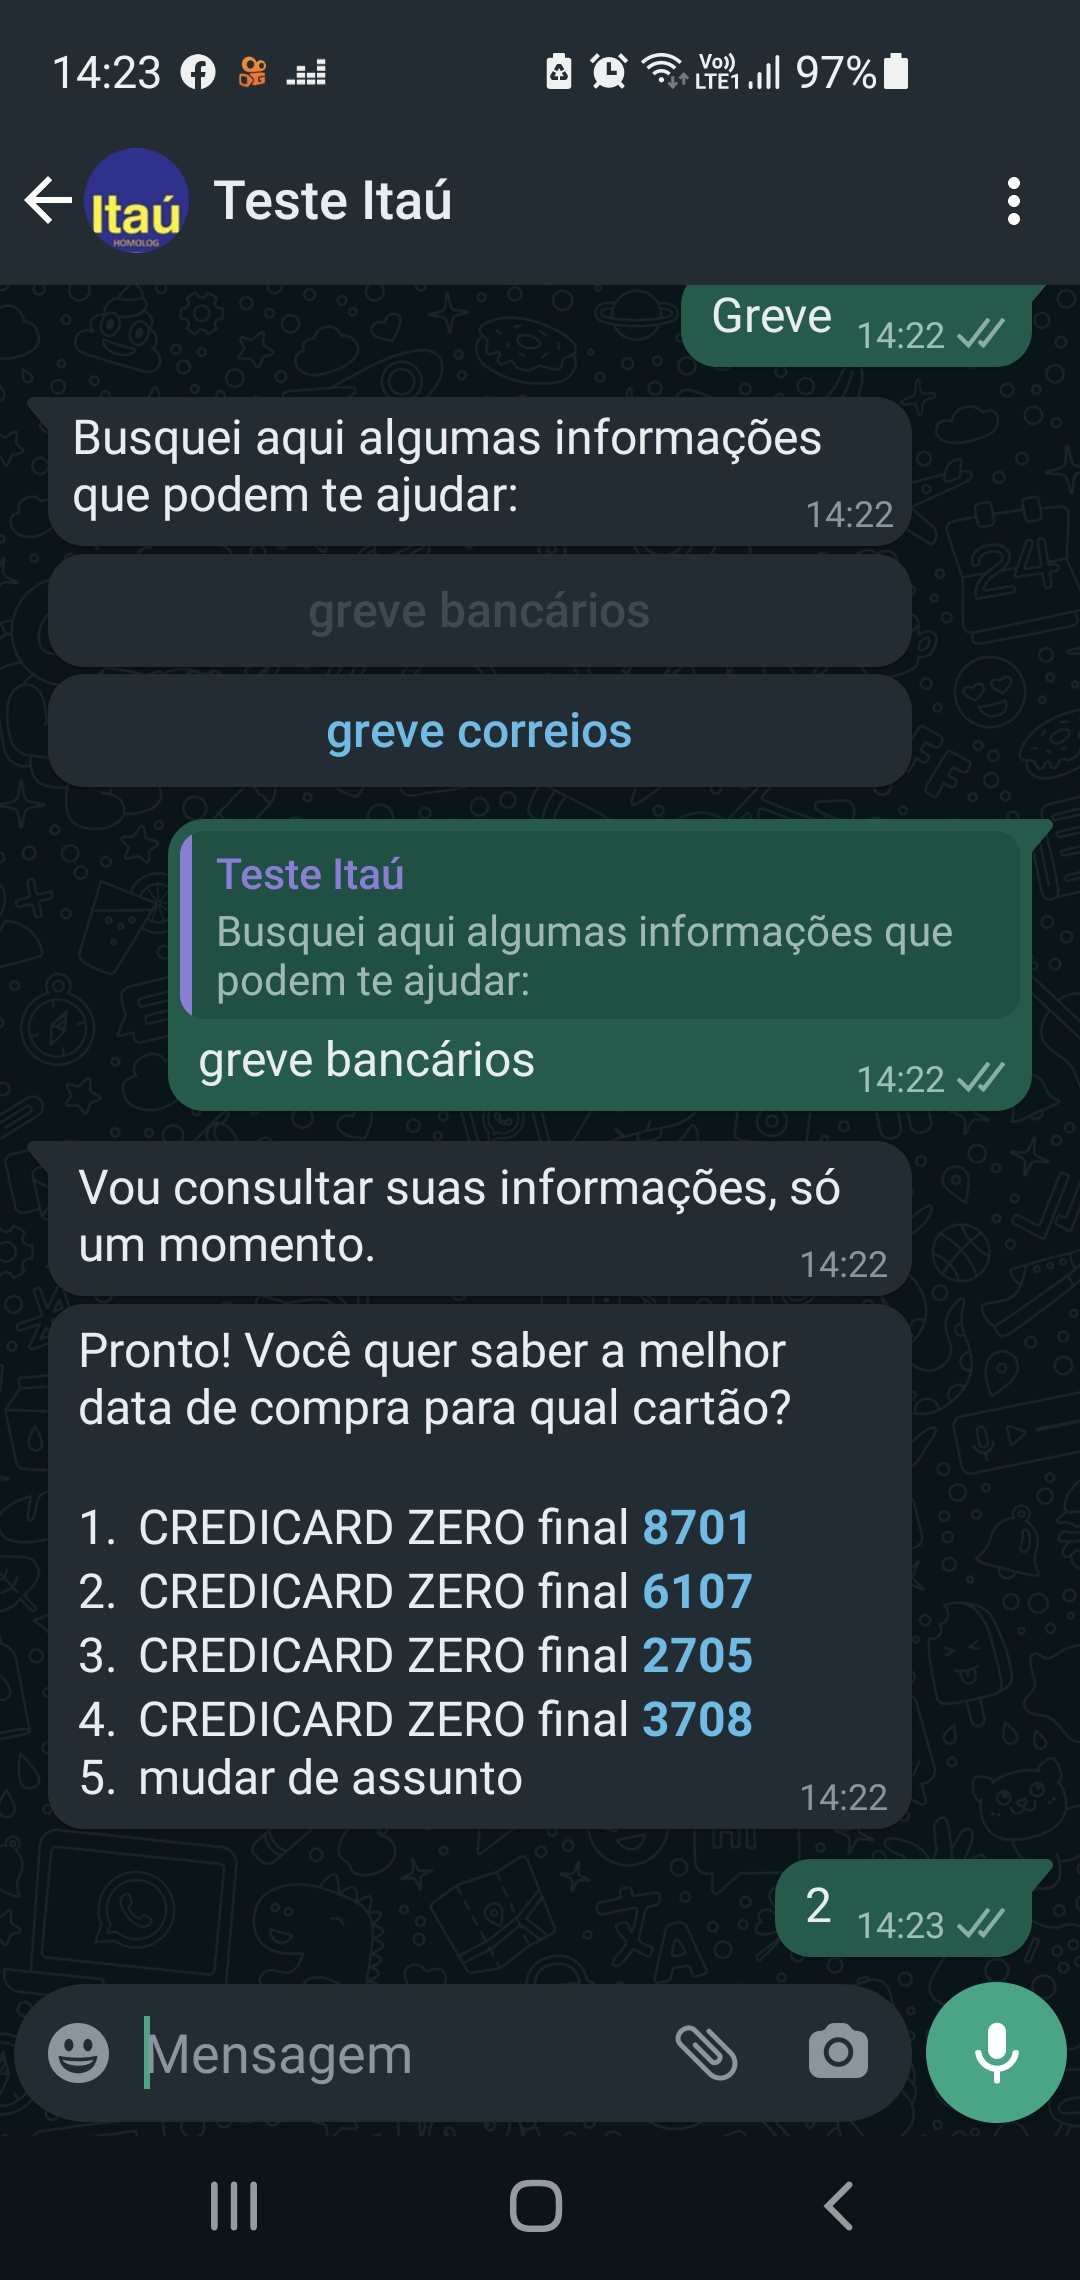 14:23
Vo))
LTE1
97%
Itaú
HOMOLOG
Teste Itaú
Greve
14:22
Busquei aqui algumas informações
que podem te ajudar:
14:22
greve bancários
greve correios
Teste Itaú
Busquei aqui algumas informações que
podem te ajudar:
greve bancários
14:22
Vou consultar suas informações, só
um momento.
14:22
Pronto! Você quer saber a melhor
data de compra para qual cartão?
1. CREDICARD ZERO final 8701
2. CREDICARD ZERO final 6107
3. CREDICARD ZERO final 2705
4. CREDICARD ZERO final 3708
5. mudar de assunto
14:22
2
14:23
Mensagem